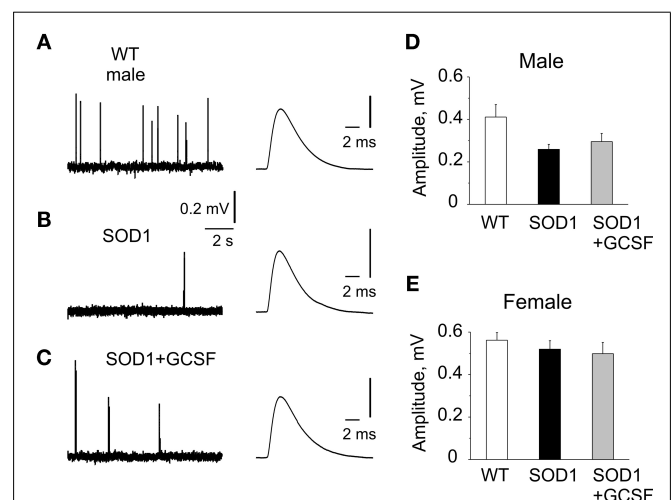 A
WT
male
2 ms
B
SOD1
0.2 mV
2 s
2 ms
C
SOD1+GCSF
2 ms
D
Male
Amplitude, mV
0.6
0.4
0.2
0
WT
SOD1
SOD1
+GCSF
E
Female
Amplitude, mV
0.6
0.4
0.2
0
WT
SOD1
SOD1
+GCSF